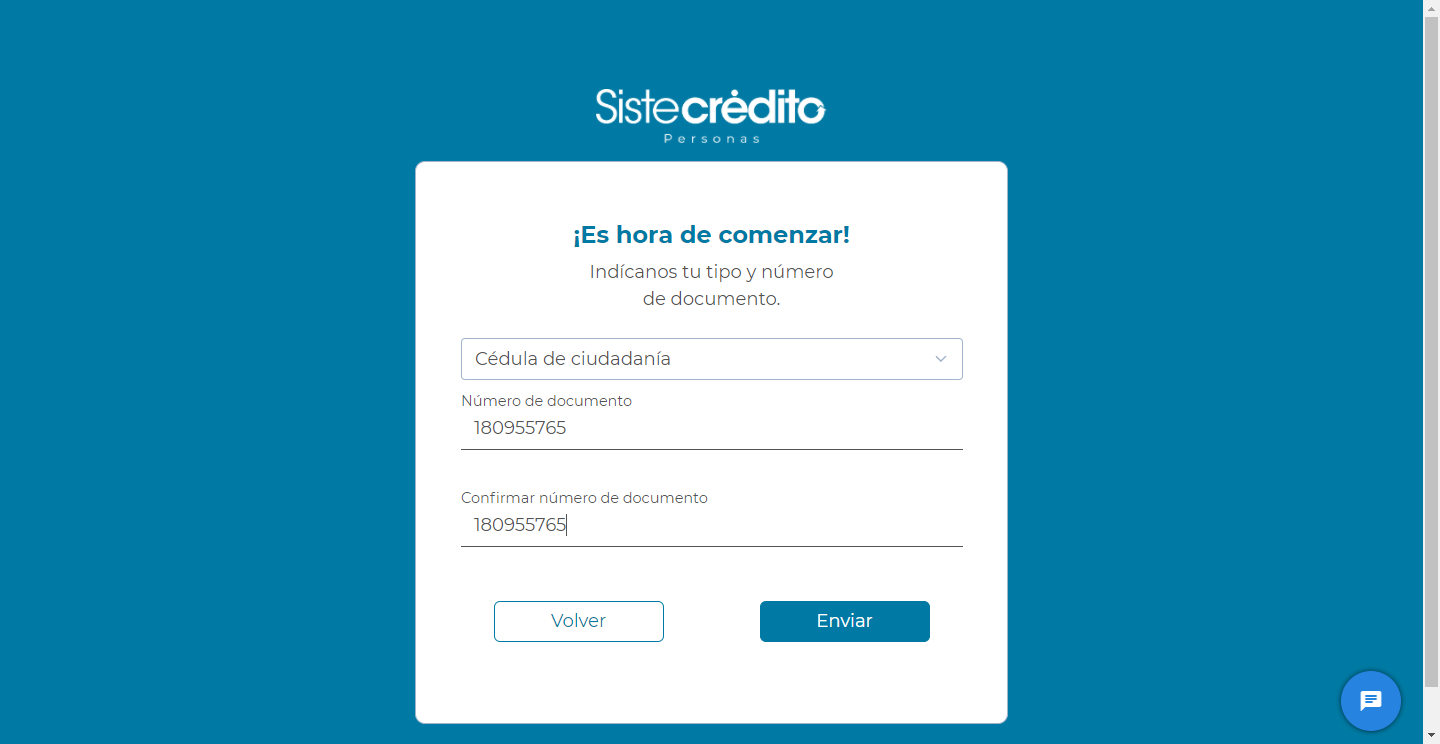 Sistecrédito
Personas
¡Es hora de comenzar!
Indícanos tu tipo y número
de documento.
Cédula de ciudadanía
Número de documento
180955765
Confirmar número de documento
180955765
Volver
Enviar